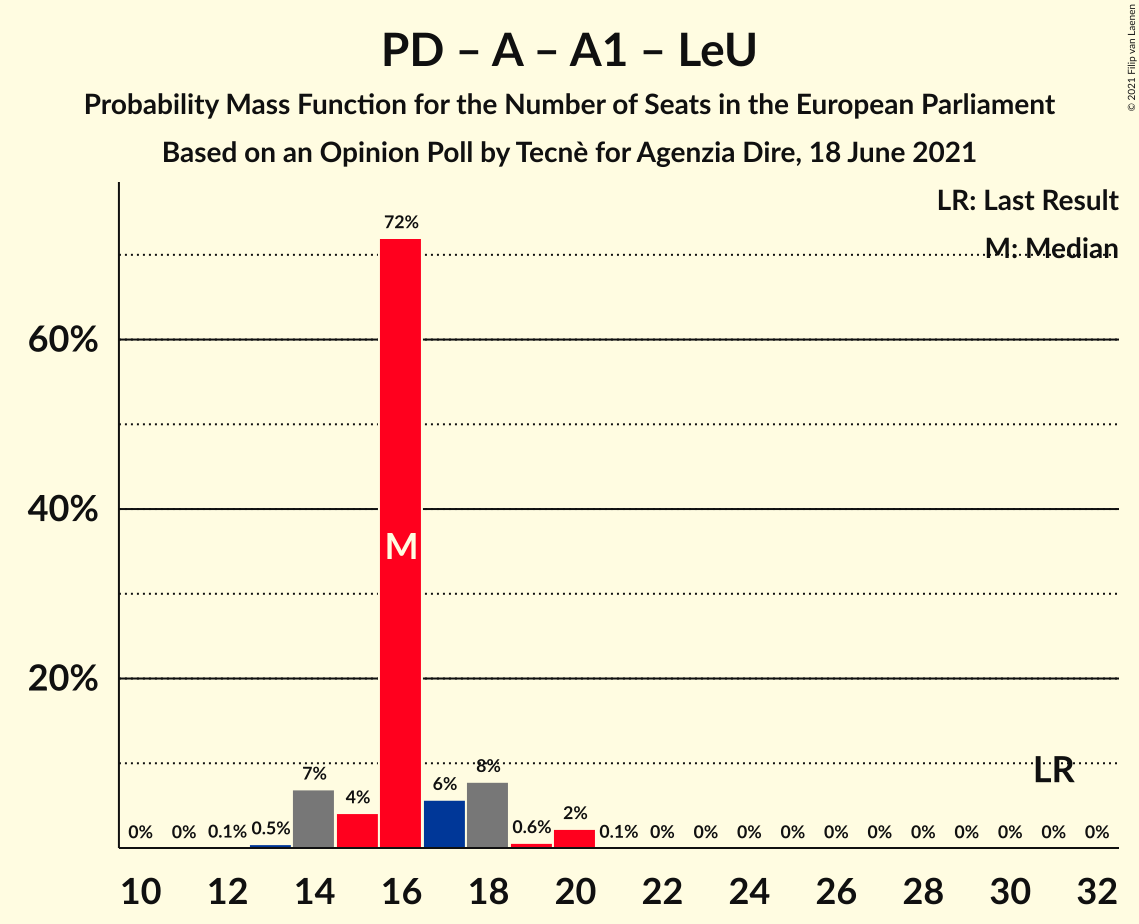 PD – A – A1 – LeU
Probability Mass Function for the Number of Seats in the European Parliament
Based on an Opinion Poll by Tecnè for Agenzia Dire, 18 June 2021
© 2021 Filip van Laenen
LR: Last Result
M: Median
60%
40%
20%
0% 0% 0.1% 0.5% 7% 4% 72% 6% 8% 0.6% 2% 0.1% 0% 0% 0% 0% 0% 0% 0% 0% 0% 0% 0%
M
LR
10 12 14 16 18 20 22 24 26 28 30 32